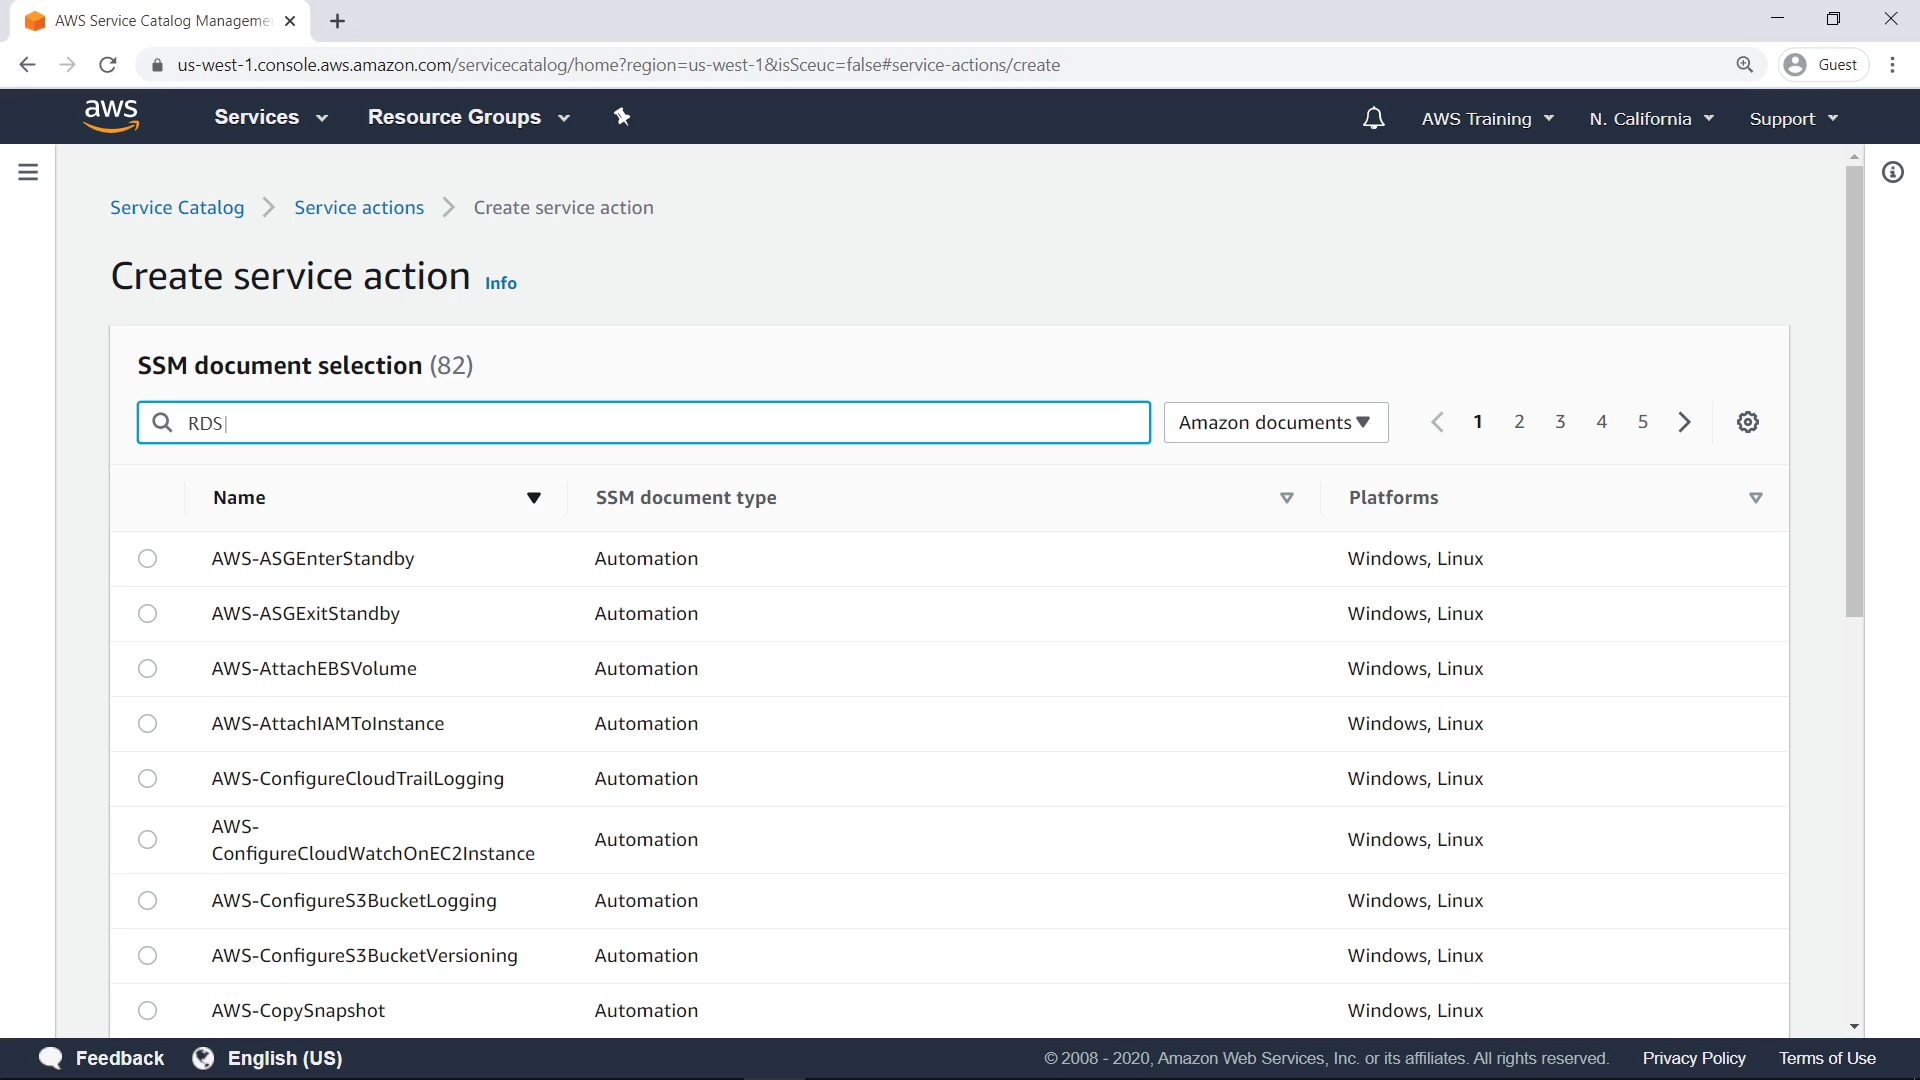 AWS Service Catalog Manageme
us-west-1.console.aws.amazon.com/servicecatalog/home?region=us-west-1&isSceuc=false#service-actions/create
Guest
aws
Services
Resource Groups
AWS Training
N. California
Support
Service Catalog
Service actions
Create service action
Create service action Info
SSM document selection (82)
RDS
Amazon documents
1 2 3 4 5
Name SSM document type Platforms
AWS-ASGEnterStandby Automation Windows, Linux
AWS-ASGExitStandby Automation Windows, Linux
AWS-AttachEBSVolume Automation Windows, Linux
AWS-AttachIAMToInstance Automation Windows, Linux
AWS-ConfigureCloudTrailLogging Automation Windows, Linux
AWS-
ConfigureCloudWatchOnEC2Instance Automation Windows, Linux
AWS-ConfigureS3BucketLogging Automation Windows, Linux
AWS-ConfigureS3BucketVersioning Automation Windows, Linux
AWS-CopySnapshot Automation Windows, Linux
Feedback
English (US)
© 2008 - 2020, Amazon Web Services, Inc. or its affiliates. All rights reserved.
Privacy Policy
Terms of Use